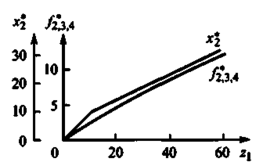 x₂* f*₂,₃,₄
30
20
10
0
10
5
x₂*
f*₂,₃,₄
0 20 40 60 z₁